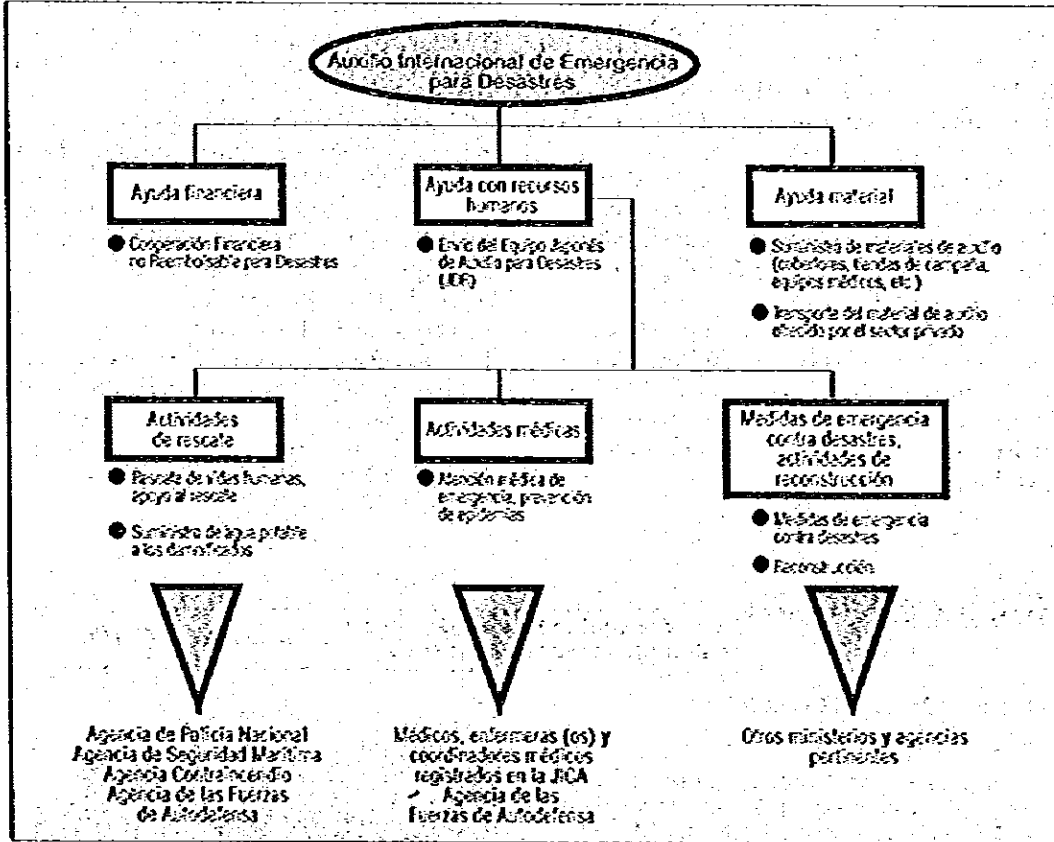 Auxilio Internacional de Emergencia
para Desastres
Ayuda financiera
Ayuda con recursos
humanos
Ayuda material
● Cooperación Financiera
no Reembolsable para Desastres
● Envío del Equipo Japonés
de Auxilio para Desastres
● Suministro de materiales de auxilio
(cobertores, tiendas de campaña,
equipos médicos, etc.)
● Transporte del material de auxilio
ofrecido por el sector privado
Actividades
de rescate
Actividades médicas
Medidas de emergencia
contra desastres,
actividades de
reconstrucción
● Rescate de vidas humanas,
apoyo al rescate
● Suministro de agua potable
a los damnificados
● Atención médica de
emergencia, prevención
de epidemias
● Medidas de emergencia
contra desastres
● Reconstrucción
Agencia de Policía Nacional
Agencia de Seguridad Marítima
Agencia Contraincendio
Agencia de las Fuerzas
de Autodefensa
Médicos, enfermeras (os) y
coordinadores médicos
registrados en la JICA
Agencia de las
Fuerzas de Autodefensa
Otros ministerios y agencias
pertinentes